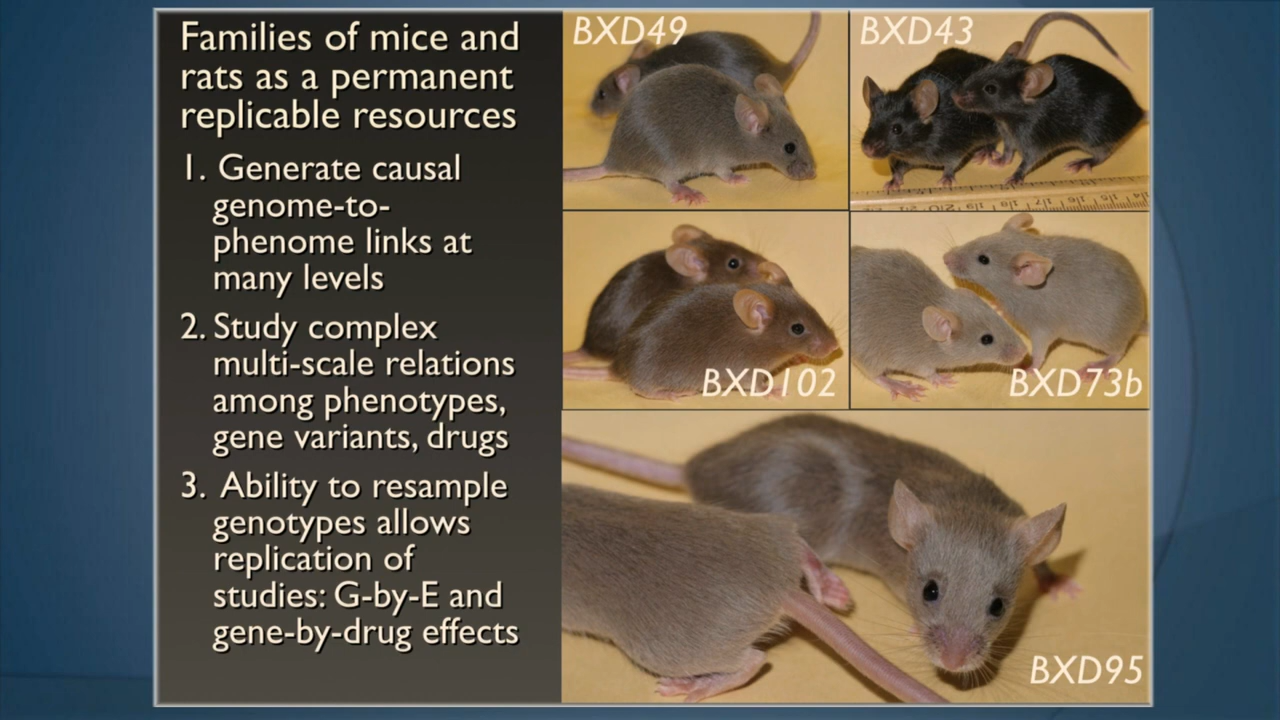 Families of mice and
rats as a permanent
replicable resources
1. Generate causal
genome-to-
phenome links at
many levels
2. Study complex
multi-scale relations
among phenotypes,
gene variants, drugs
3. Ability to resample
genotypes allows
replication of
studies: G-by-E and
gene-by-drug effects
BXD49
BXD43
BXD102
BXD73b
BXD95